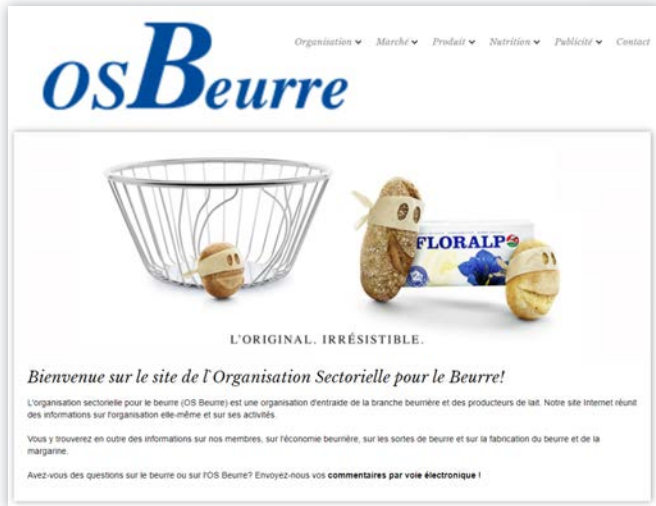 Organisation Marché Produit Nutrition Publicité Contact
OSBeurre
FLORALP
L'ORIGINAL. IRRÉSISTIBLE.
Bienvenue sur le site de l'Organisation Sectorielle pour le Beurre!
L'organisation sectorielle pour le beurre (OS Beurre) est une organisation d'entraide de la branche beurrière et des producteurs de lait. Notre site Internet réunit
des informations sur l'organisation elle-même et sur ses activités.
Vous y trouverez en outre des informations sur nos membres, sur l'économie beurrière, sur les sortes de beurre et sur la fabrication du beurre et de la
margarine.
Avez-vous des questions sur le beurre ou sur l'OS Beurre? Envoyez-nous vos commentaires par voie électronique !